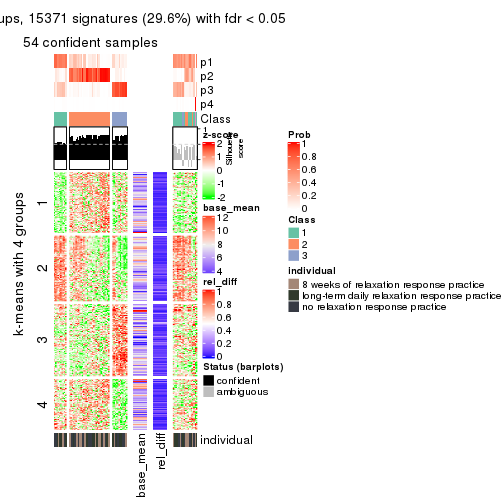 ups, 15371 signatures (29.6%) with fdr < 0.05
54 confident samples
p1
p2
p3
p4
Class
1
Silhouette score
z-score
2
1
0
-1
-2
base_mean
12
10
8
6
4
rel_diff
1
0.8
0.6
0.4
0.2
0
Status (barplots)
confident
ambiguous
Prob
1
0.8
0.6
0.4
0.2
0
Class
1
2
3
individual
8 weeks of relaxation response practice
long-term daily relaxation response practice
no relaxation response practice
k-means with 4 groups
1
2
3
4
individual
base_mean
rel_diff